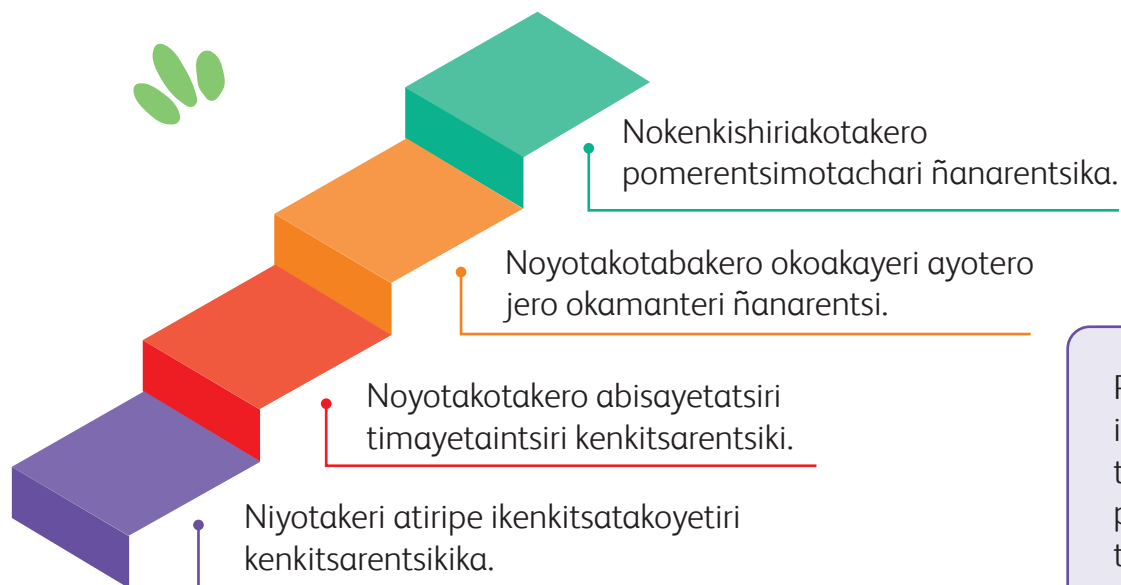 Nokenkishiriakotakero
pomerentsimotachari ñanarentsika.
Noyotakotabakero okoakayeri ayotero
jero okamanteri ñanarentsi.
Noyotakotakero abisayetatsiri
timayetaintsiri kenkitsarentsiki.
Niyotakeri atiripe ikenkitsatakoyetiri
kenkitsarentsikika.